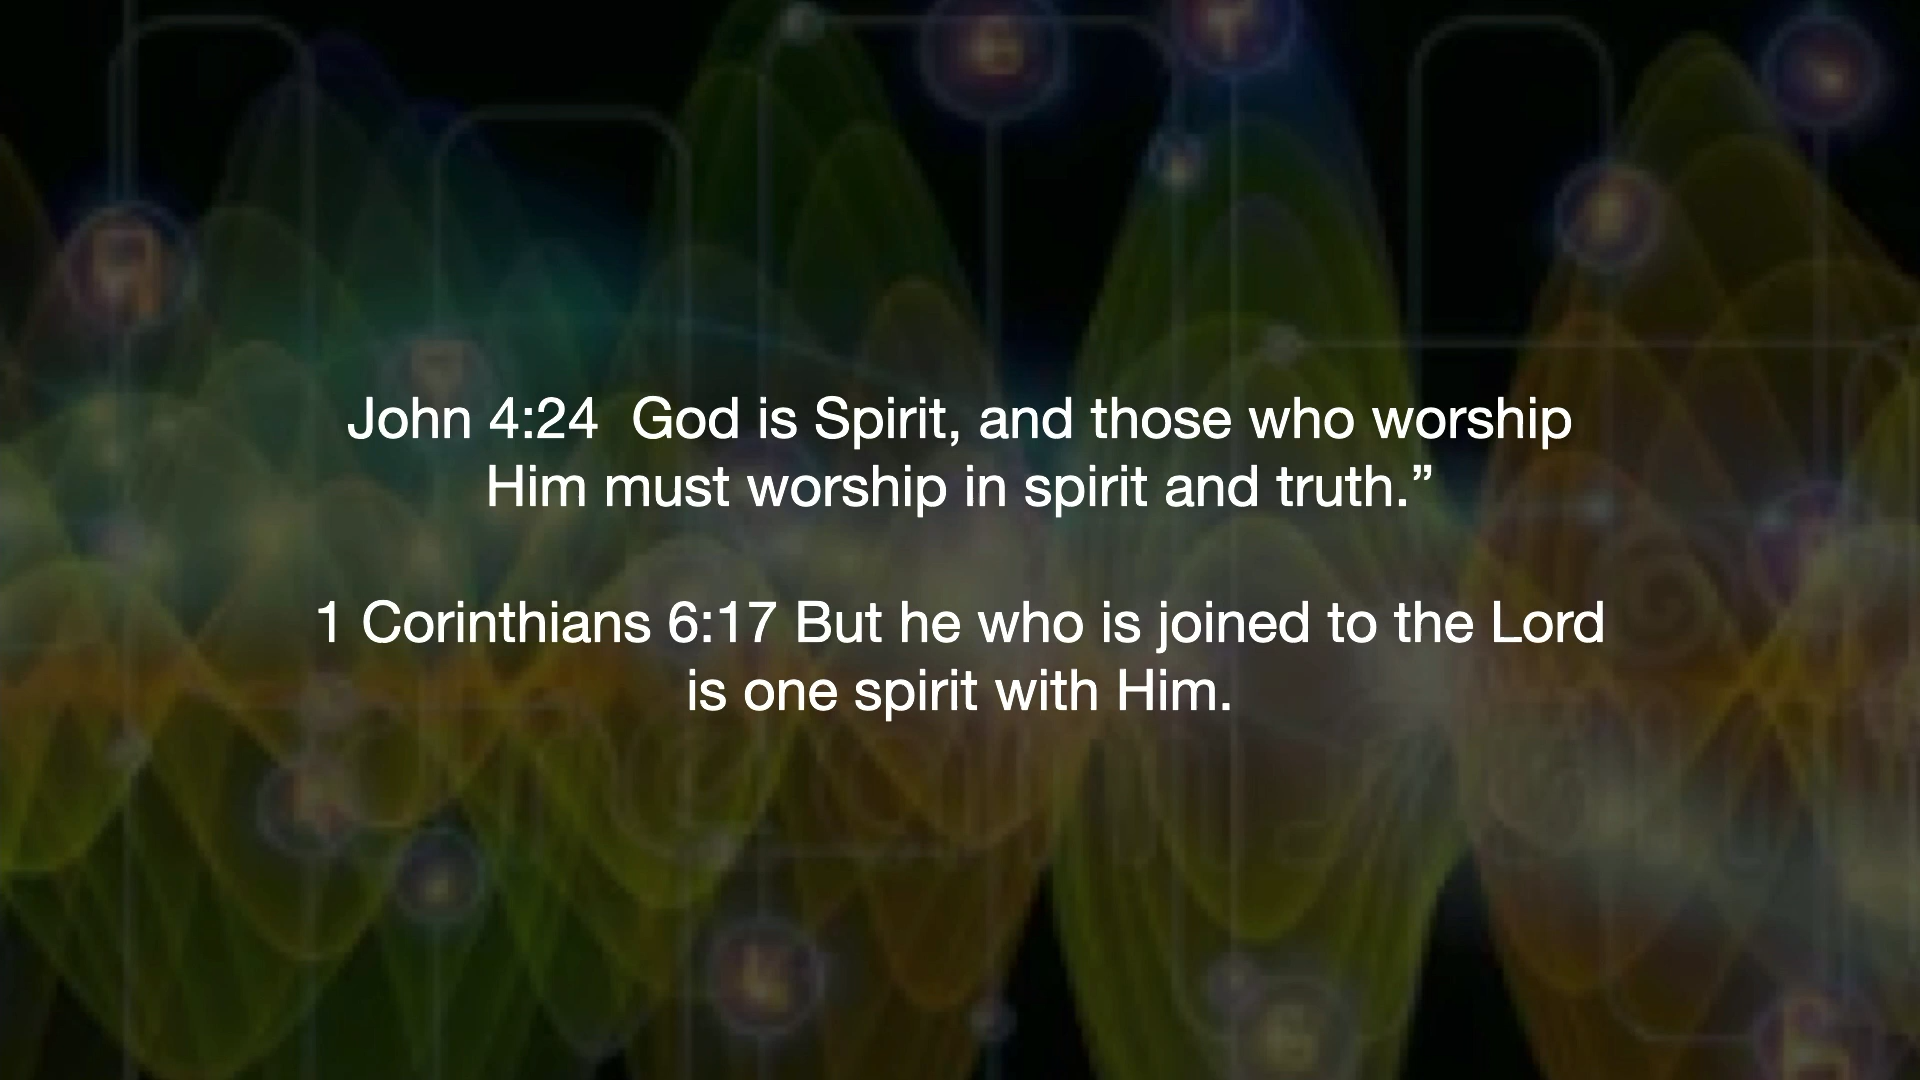 John 4:24  God is Spirit, and those who worship
Him must worship in spirit and truth.”
1 Corinthians 6:17 But he who is joined to the Lord
is one spirit with Him.